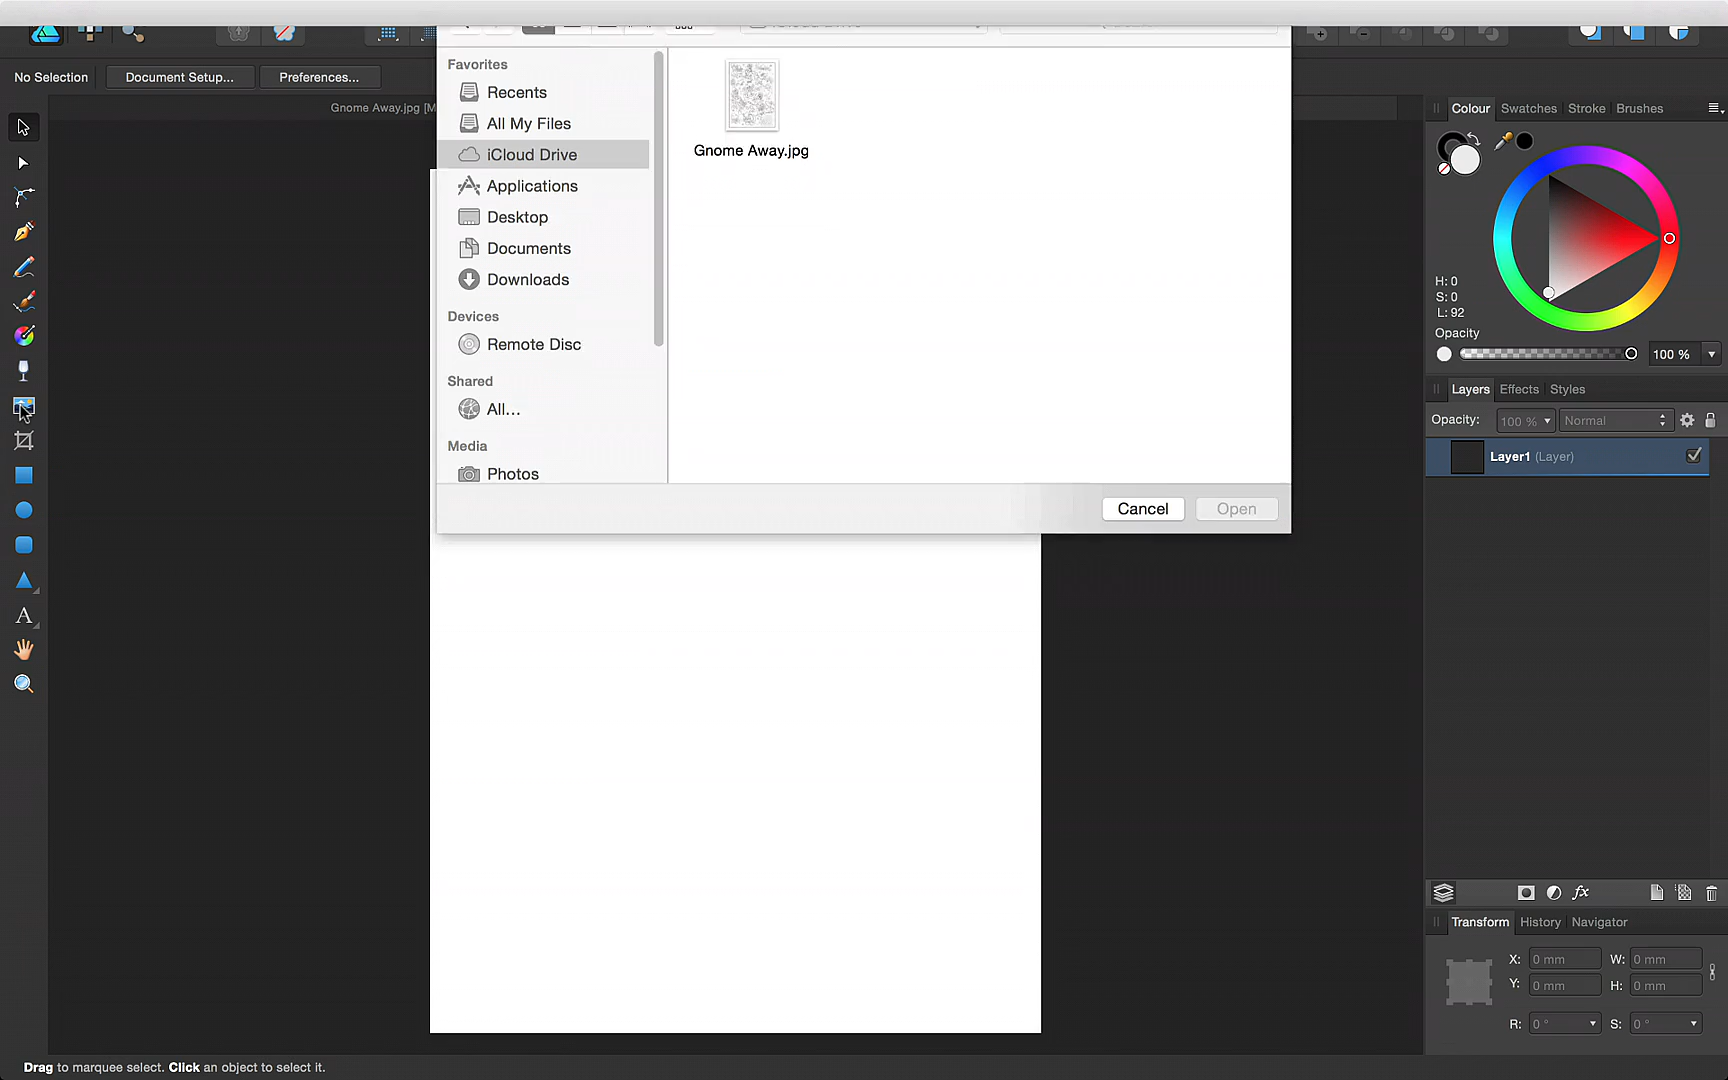 No Selection
Document Setup...
Preferences...
Gnome Away.jpg [M
Favorites
Recents
All My Files
iCloud Drive
Applications
Desktop
Documents
Downloads
Devices
Remote Disc
Shared
All...
Media
Photos
Gnome Away.jpg
Cancel
Open
Colour
Swatches
Stroke
Brushes
H: 0
S: 0
L: 92
Opacity
100 %
Layers
Effects
Styles
Opacity:
100 %
Normal
Layer1 (Layer)
fx
Transform
History
Navigator
X: 0 mm
W: 0 mm
Y: 0 mm
H: 0 mm
R: 0 °
S: 0 °
A
Drag to marquee select. Click an object to select it.